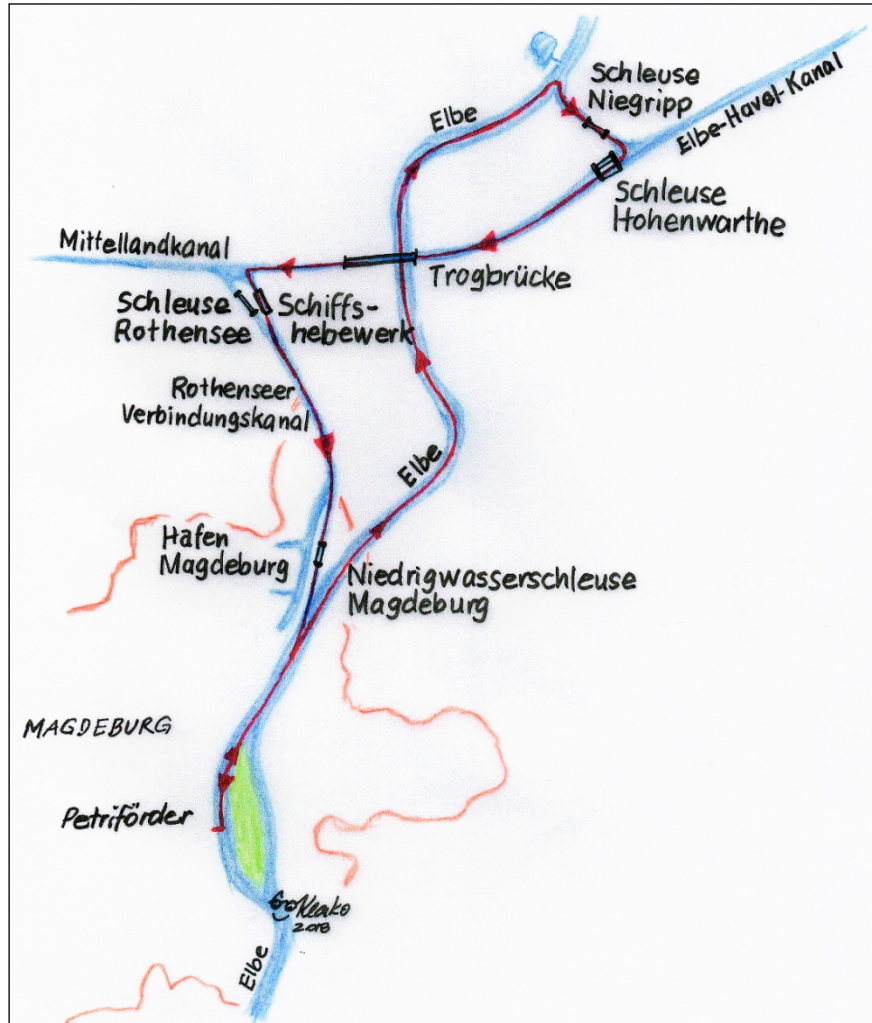 Schleuse
Niegripp
Elbe
Elbe-Havel-Kanal
Schleuse
Hohenwarthe
Mittellandkanal
Trogbrücke
Schleuse
Rothensee
Schiffs-
hebewerk
Rothenseer
Verbindungskanal
Elbe
Hafen
Magdeburg
Niedrigwasserschleuse
Magdeburg
MAGDEBURG
Petriförder
2018
Elbe